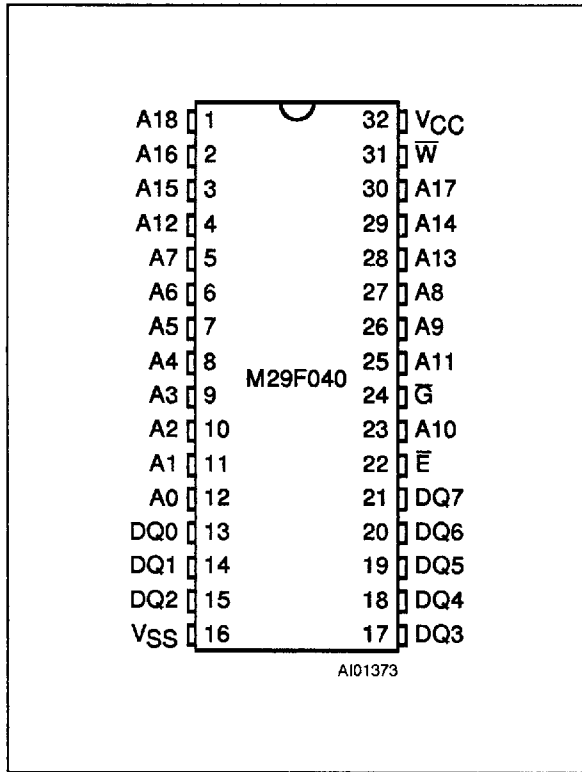 A18 1 32 VCC
A16 2 31 W̅
A15 3 30 A17
A12 4 29 A14
A7 5 28 A13
A6 6 27 A8
A5 7 26 A9
A4 8 25 A11
M29F040
A3 9 24 G̅
A2 10 23 A10
A1 11 22 E̅
A0 12 21 DQ7
DQ0 13 20 DQ6
DQ1 14 19 DQ5
DQ2 15 18 DQ4
VSS 16 17 DQ3
AI01373